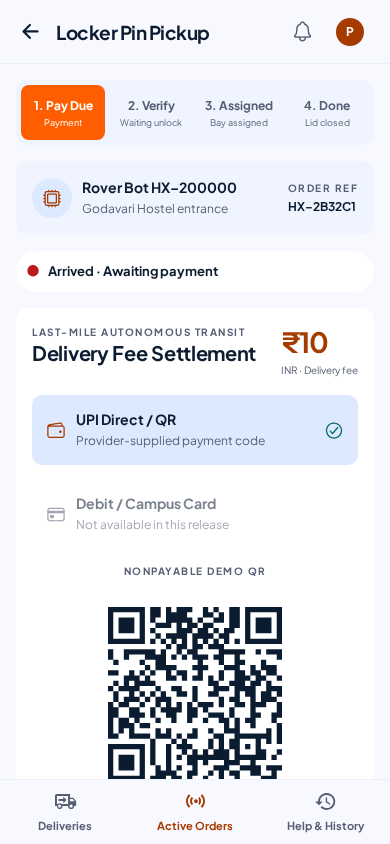 Locker Pin Pickup
P
1. Pay Due
Payment
2. Verify
Waiting unlock
3. Assigned
Bay assigned
4. Done
Lid closed
Rover Bot HX-200000
Godavari Hostel entrance
ORDER REF
HX-2B32C1
Arrived · Awaiting payment
LAST-MILE AUTONOMOUS TRANSIT
Delivery Fee Settlement
₹10
INR · Delivery fee
UPI Direct / QR
Provider-supplied payment code
Debit / Campus Card
Not available in this release
NONPAYABLE DEMO QR
Deliveries
Active Orders
Help & History